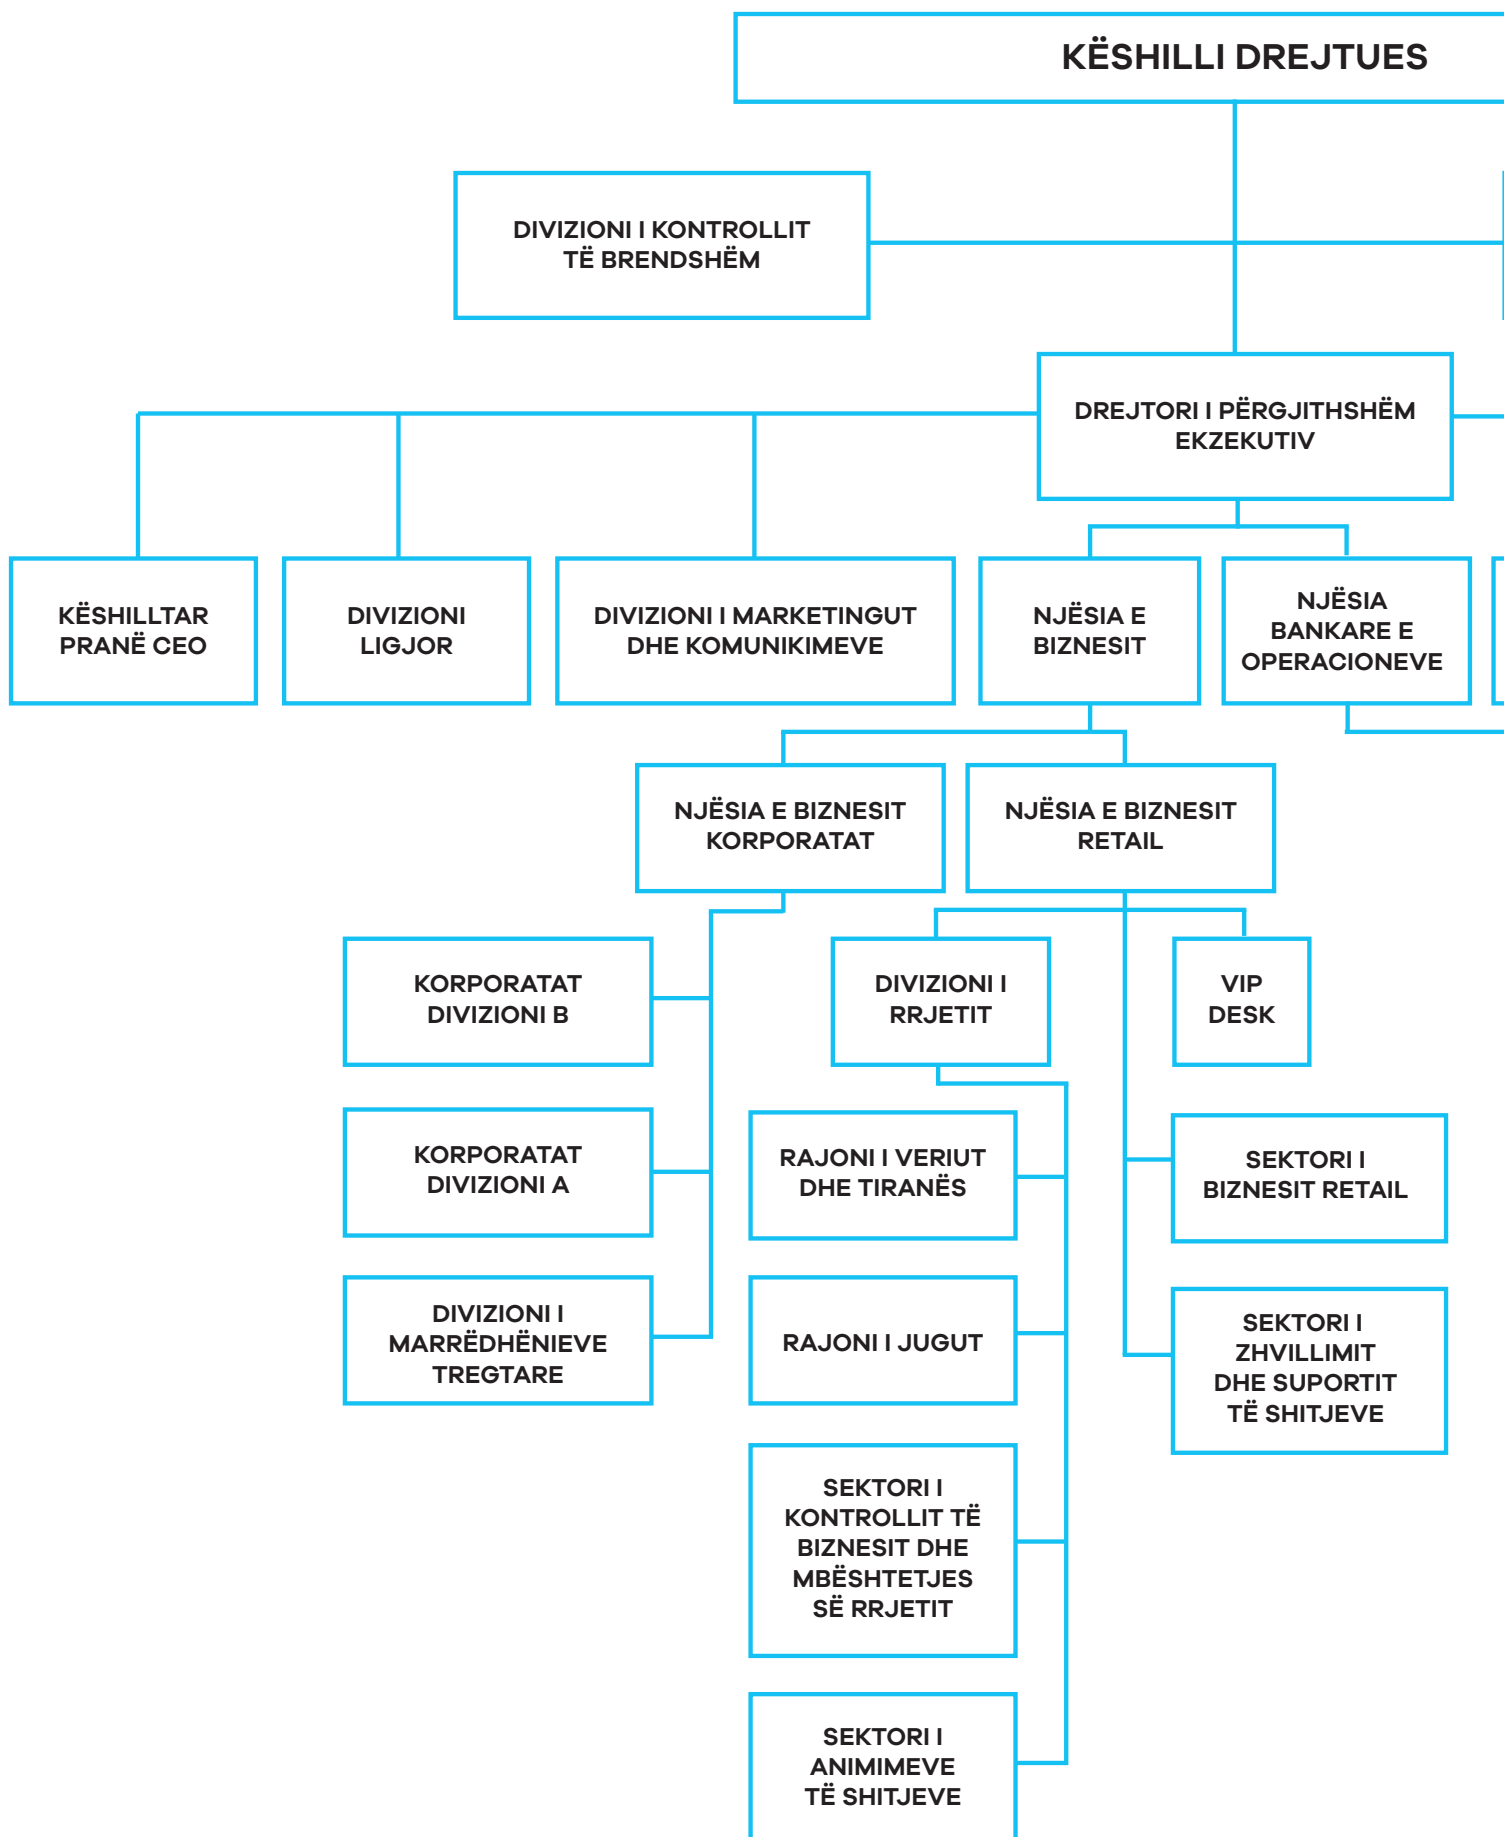 KËSHILLI DREJTUES
DIVIZIONI I KONTROLLIT
TË BRENDSHËM
DREJTORI I PËRGJITHSHËM
EKZEKUTIV
KËSHILLTAR
PRANË CEO
DIVIZIONI
LIGJOR
DIVIZIONI I MARKETINGUT
DHE KOMUNIKIMEVE
NJËSIA E
BIZNESIT
NJËSIA
BANKARE E
OPERACIONEVE
NJËSIA E BIZNESIT
KORPORATAT
NJËSIA E BIZNESIT
RETAIL
KORPORATAT
DIVIZIONI B
DIVIZIONI I
RRJETIT
VIP
DESK
KORPORATAT
DIVIZIONI A
RAJONI I VERIUT
DHE TIRANËS
SEKTORI I
BIZNESIT RETAIL
DIVIZIONI I
MARRËDHËNIEVE
TREGTARE
RAJONI I JUGUT
SEKTORI I
ZHVILLIMIT
DHE SUPORTIT
TË SHITJEVE
SEKTORI I
KONTROLLIT TË
BIZNESIT DHE
MBËSHTETJES
SË RRJETIT
SEKTORI I
ANIMIMEVE
TË SHITJEVE